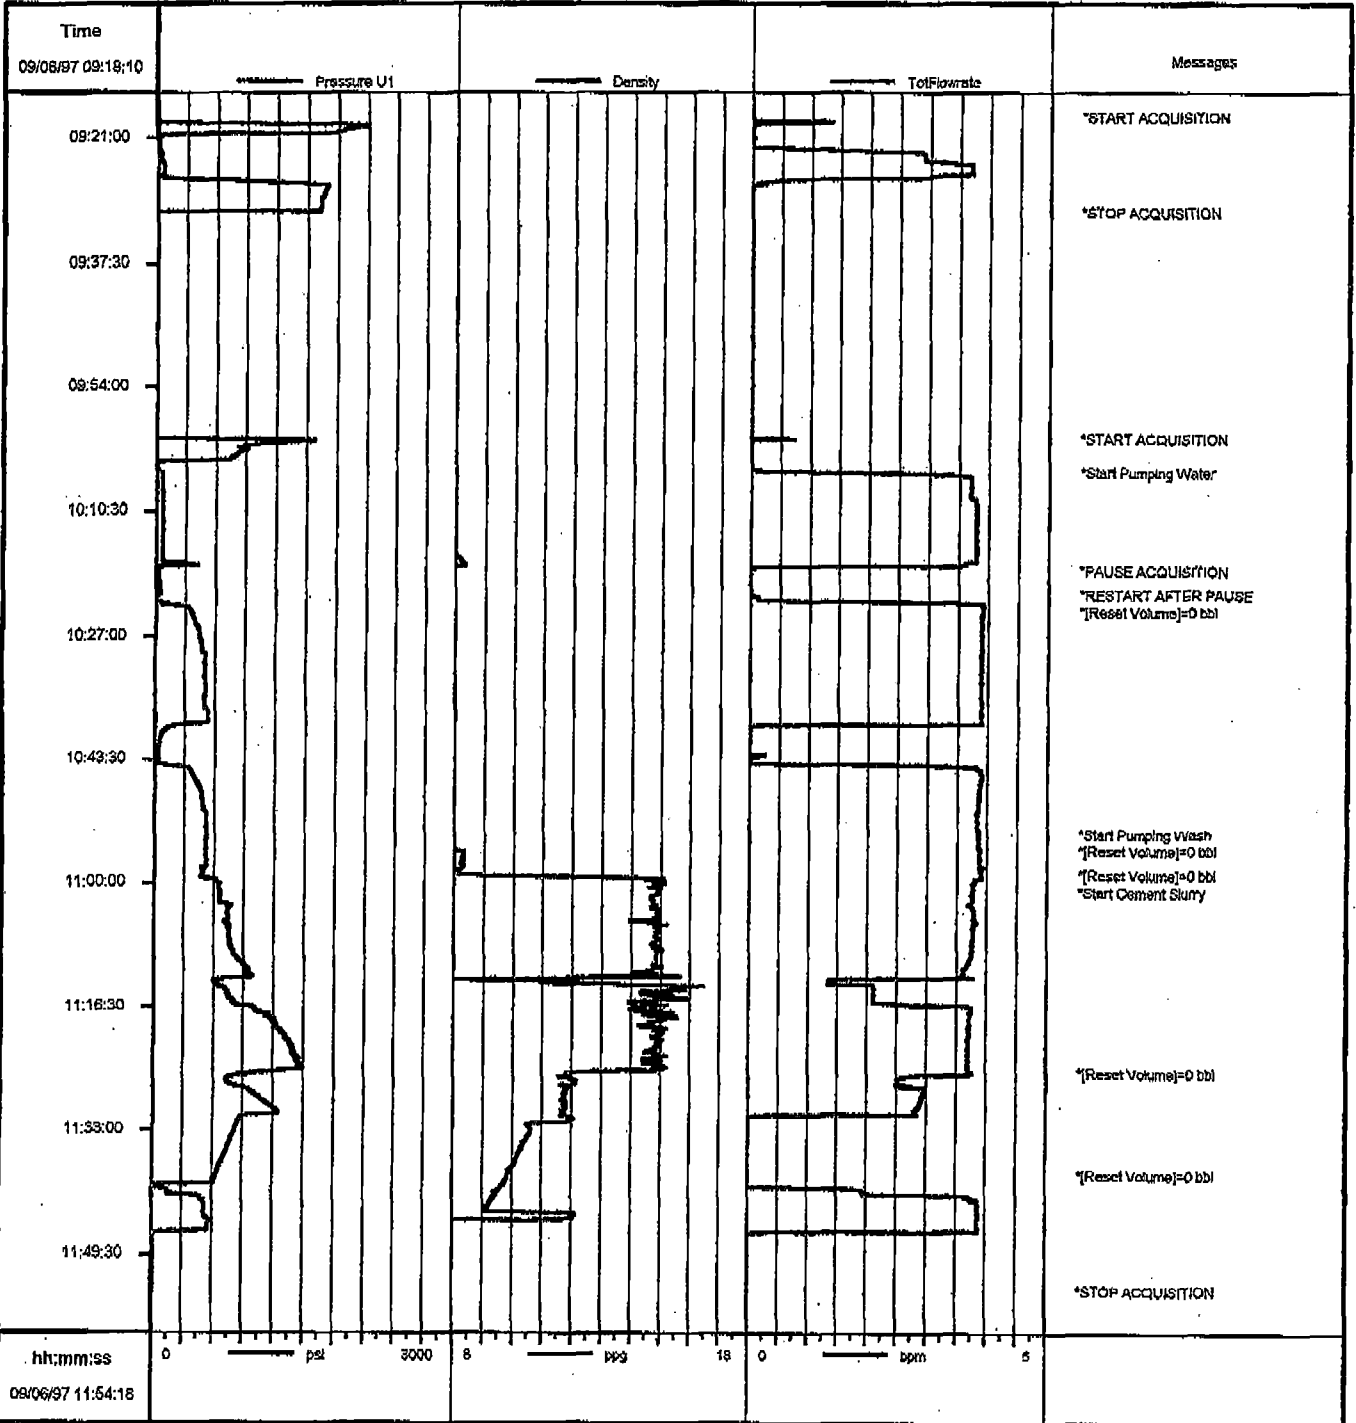 Time
09/06/97 09:18:10
Pressure U1
Density
TotFlowrate
Messages
09:21:00
*START ACQUISITION
*STOP ACQUISITION
09:37:30
09:54:00
*START ACQUISITION
*Start Pumping Water
10:10:30
*PAUSE ACQUISITION
*RESTART AFTER PAUSE
*[Reset Volume]=0 bbl
10:27:00
10:43:30
*Start Pumping Wash
*[Reset Volume]=0 bbl
11:00:00
*[Reset Volume]=0 bbl
*Start Cement Slurry
11:16:30
*[Reset Volume]=0 bbl
11:33:00
*[Reset Volume]=0 bbl
11:49:30
*STOP ACQUISITION
hh:mm:ss
0 psi 3000 8 ppg 18 0 bpm 5
09/06/97 11:54:18